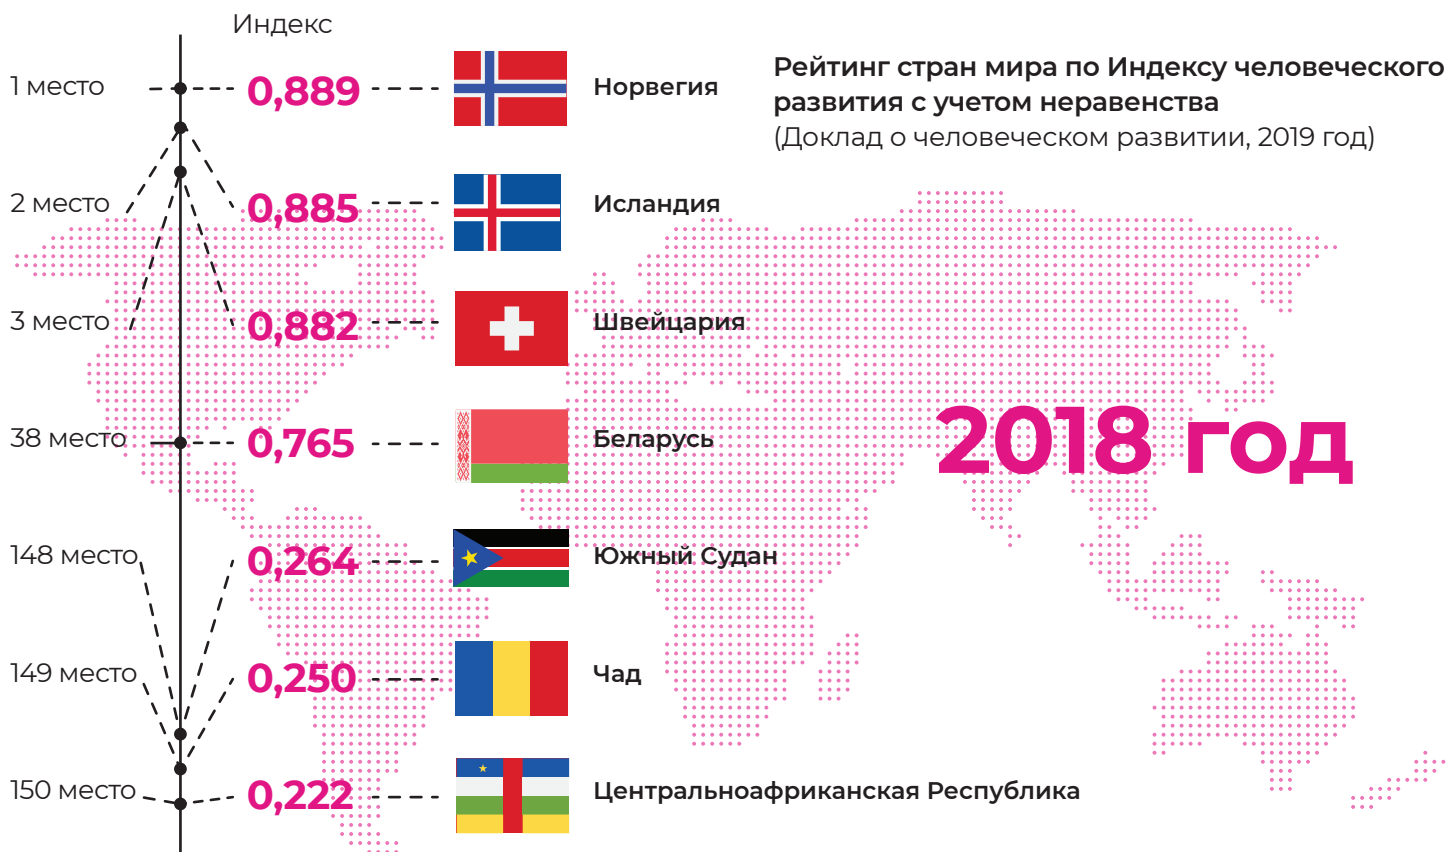 Индекс
Рейтинг стран мира по Индексу человеческого
развития с учетом неравенства
(Доклад о человеческом развитии, 2019 год)
1 место 0,889 Норвегия
2 место 0,885 Исландия
3 место 0,882 Швейцария
38 место 0,765 Беларусь
2018 год
148 место 0,264 Южный Судан
149 место 0,250 Чад
150 место 0,222 Центральноафриканская Республика